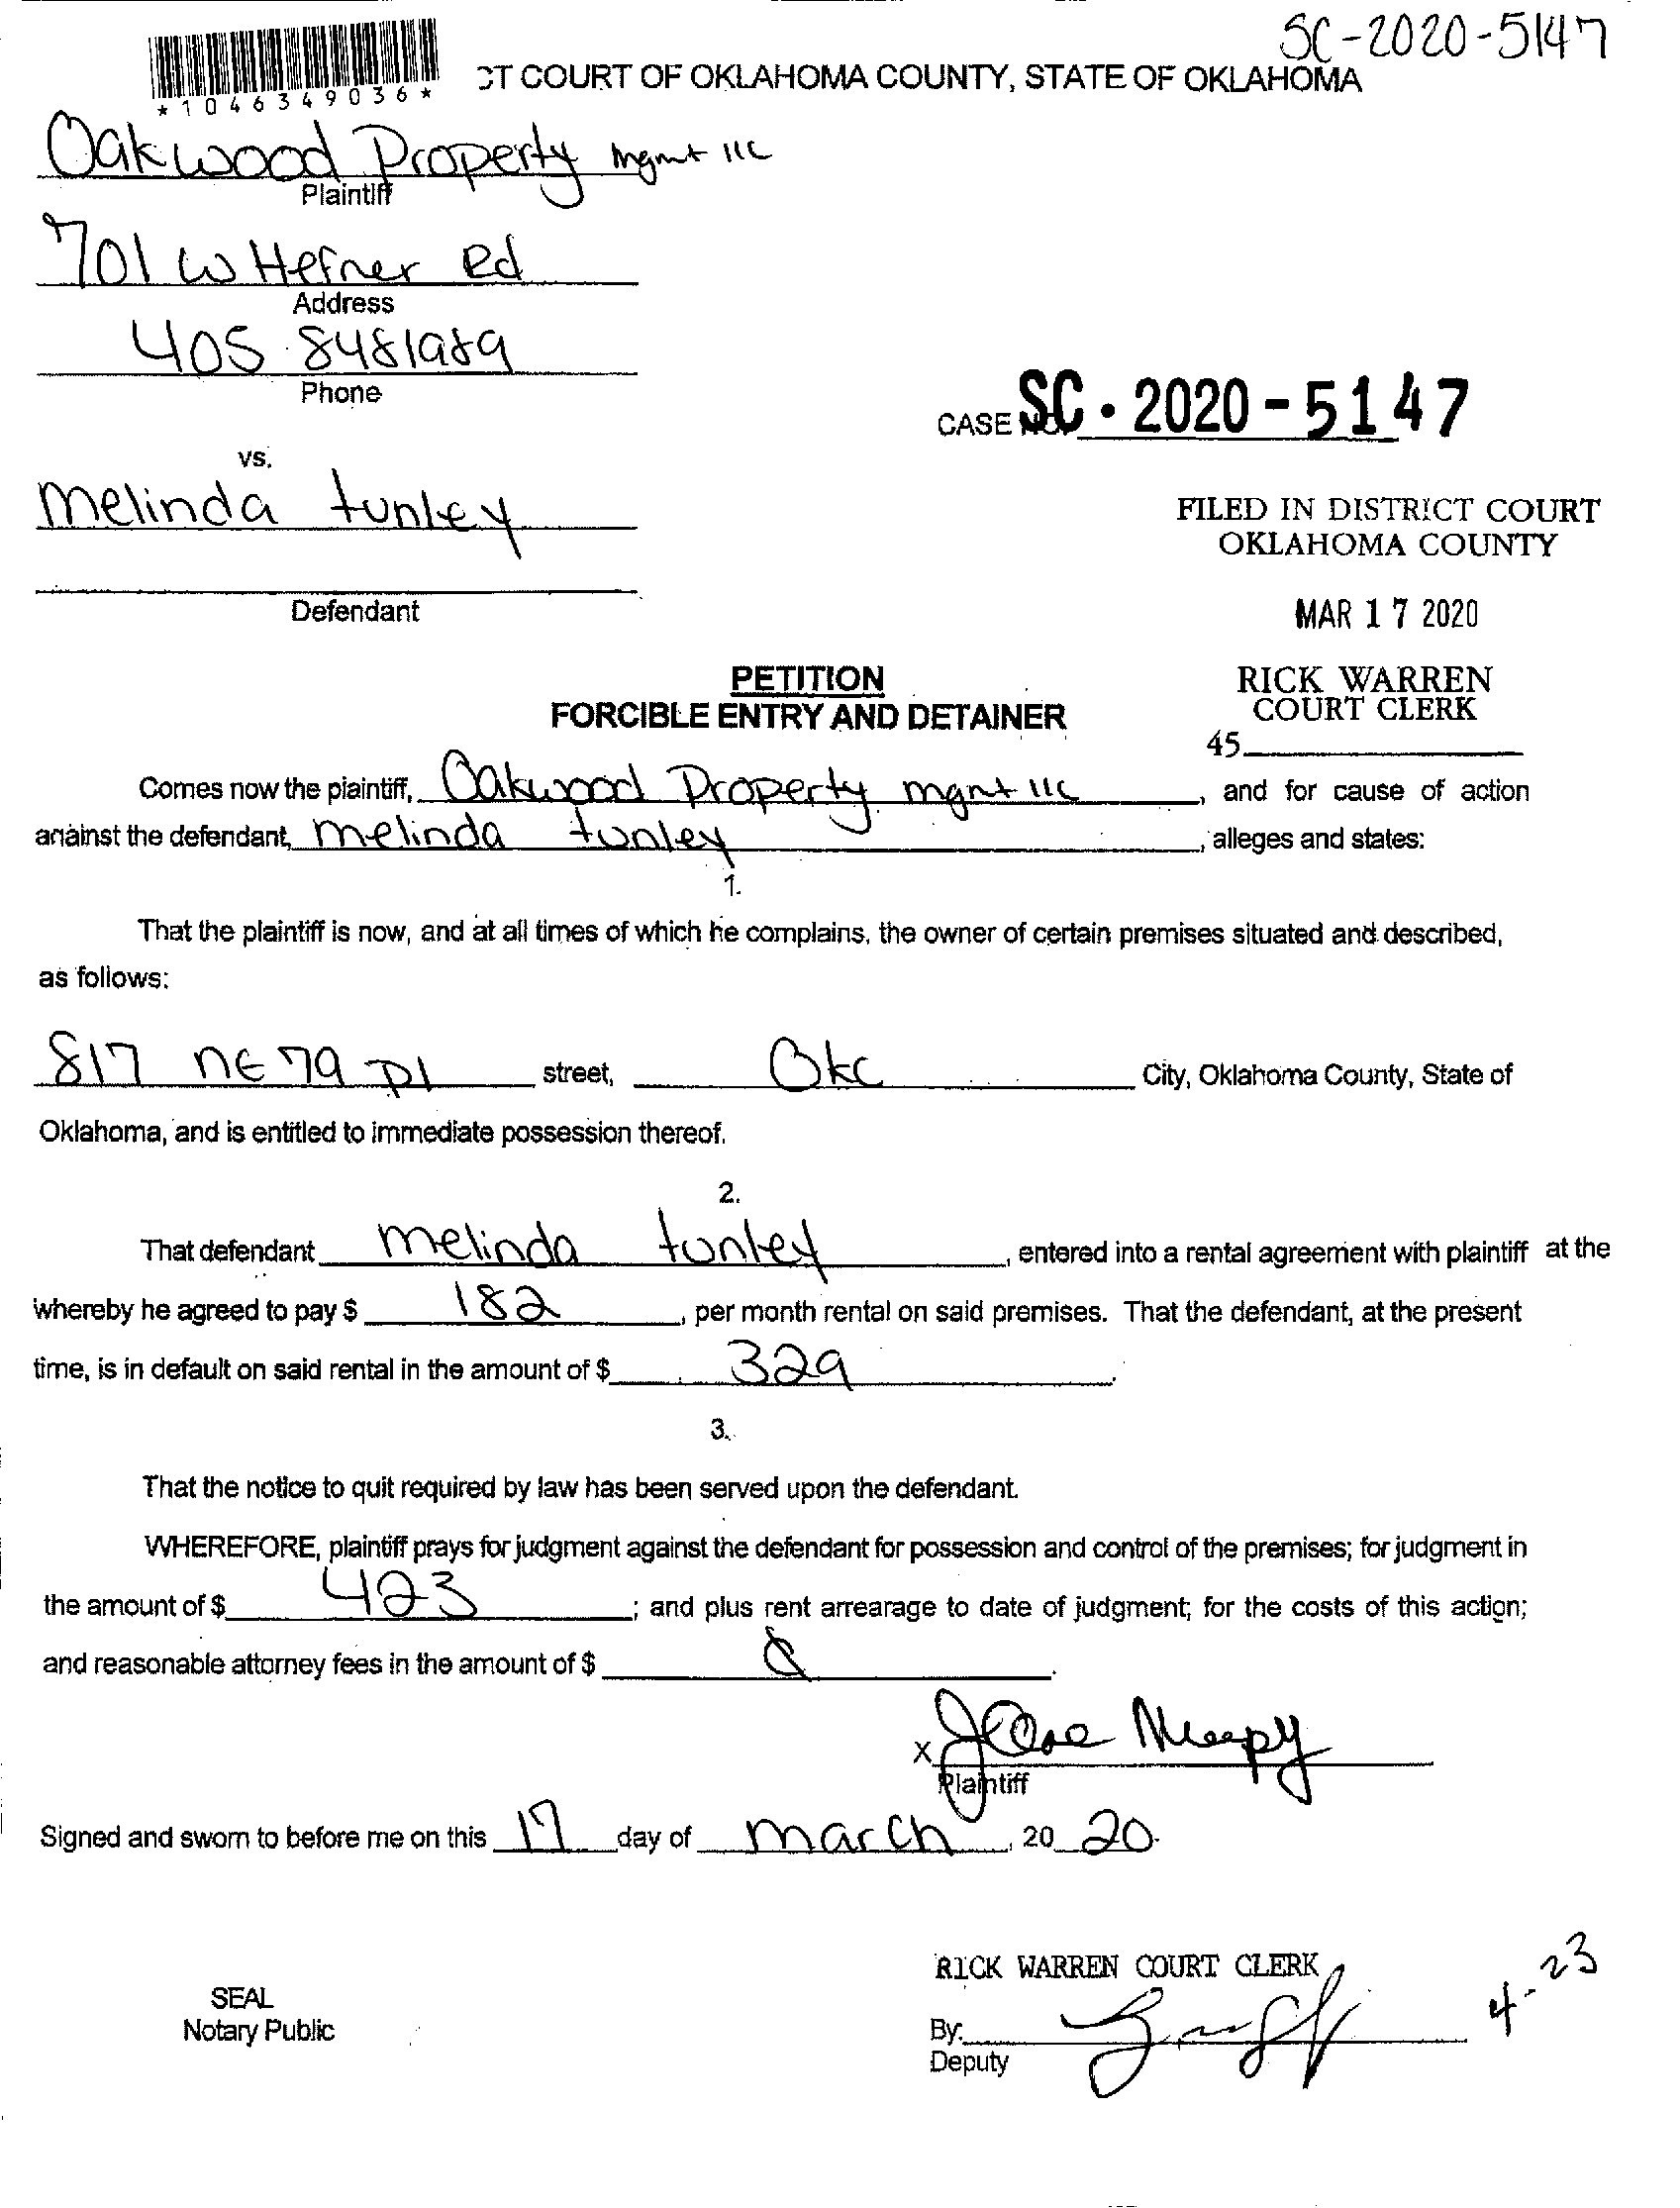 SC-2020-5147
*1046349036*
CT COURT OF OKLAHOMA COUNTY, STATE OF OKLAHOMA
Oakwood Property mgmt llc
Plaintiff
701 W Hefner Rd
Address
405 8481989
Phone
CASE NO. SC-2020-5147
vs.
melinda tunley
FILED IN DISTRICT COURT
OKLAHOMA COUNTY
Defendant
MAR 17 2020
PETITION
FORCIBLE ENTRY AND DETAINER
RICK WARREN
COURT CLERK
45
Comes now the plaintiff, Oakwood Property mgnt llc, and for cause of action
against the defendant, melinda tunley, alleges and states:
1.
That the plaintiff is now, and at all times of which he complains, the owner of certain premises situated and described,
as follows:
817 NE 79 pl street, Okc City, Oklahoma County, State of
Oklahoma, and is entitled to immediate possession thereof.
2.
That defendant melinda tunley, entered into a rental agreement with plaintiff at the
whereby he agreed to pay $ 182, per month rental on said premises. That the defendant, at the present
time, is in default on said rental in the amount of $ 329.
3.
That the notice to quit required by law has been served upon the defendant.
WHEREFORE, plaintiff prays for judgment against the defendant for possession and control of the premises; for judgment in
the amount of $ 423; and plus rent arrearage to date of judgment; for the costs of this action;
and reasonable attorney fees in the amount of $
x
Plaintiff
Signed and sworn to before me on this 17 day of march, 20 20.
RICK WARREN COURT CLERK
4-23
SEAL
Notary Public
By:
Deputy